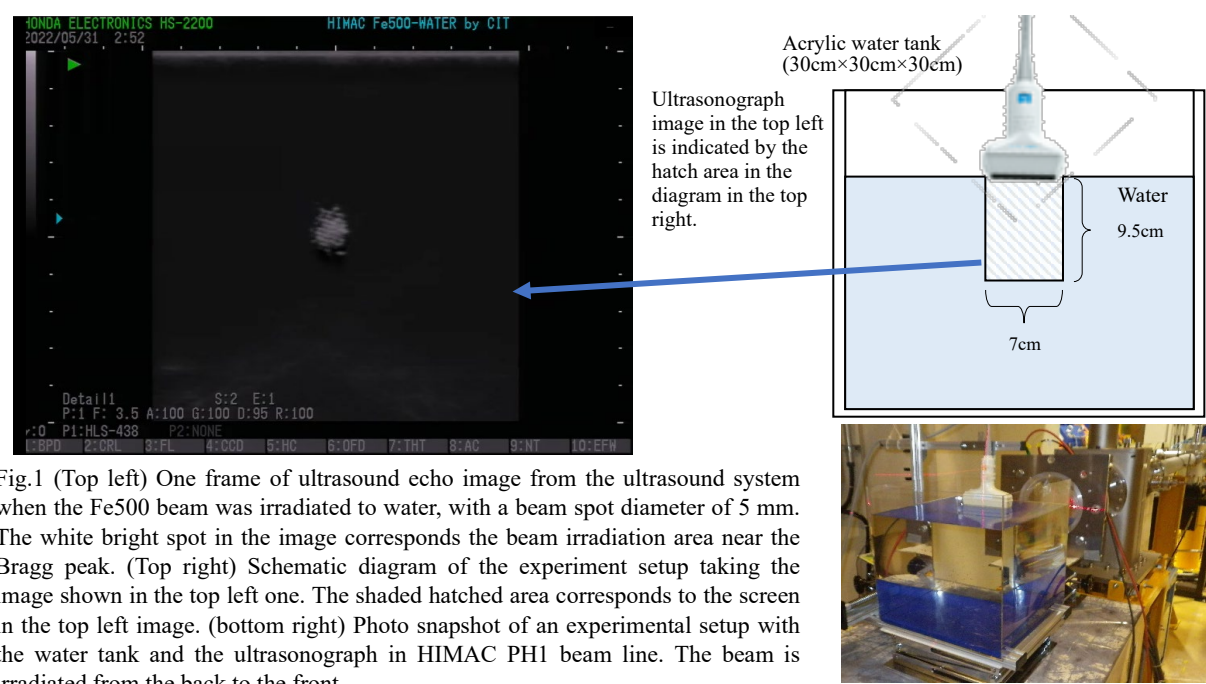 HONDA ELECTRONICS HS-2200
HIMAC Fe500-WATER by CIT
2022/05/31 2:52
Detail1 S:2 E:1
P:1 F: 3.5 A:100 G:100 D:95 R:100
r:0 P1:HLS-438 P2:NONE
1:BPD 2:CRL 3:FL 4:CCD 5:HC 6:OFD 7:THT 8:AC 9:NT 10:EFW
Ultrasonograph
image in the top left
is indicated by the
hatch area in the
diagram in the top
right.
Acrylic water tank
(30cm×30cm×30cm)
Water
9.5cm
7cm
Fig.1 (Top left) One frame of ultrasound echo image from the ultrasound system
when the Fe500 beam was irradiated to water, with a beam spot diameter of 5 mm.
The white bright spot in the image corresponds the beam irradiation area near the
Bragg peak. (Top right) Schematic diagram of the experiment setup taking the
image shown in the top left one. The shaded hatched area corresponds to the screen
in the top left image. (bottom right) Photo snapshot of an experimental setup with
the water tank and the ultrasonograph in HIMAC PH1 beam line. The beam is
irradiated from the back to the front